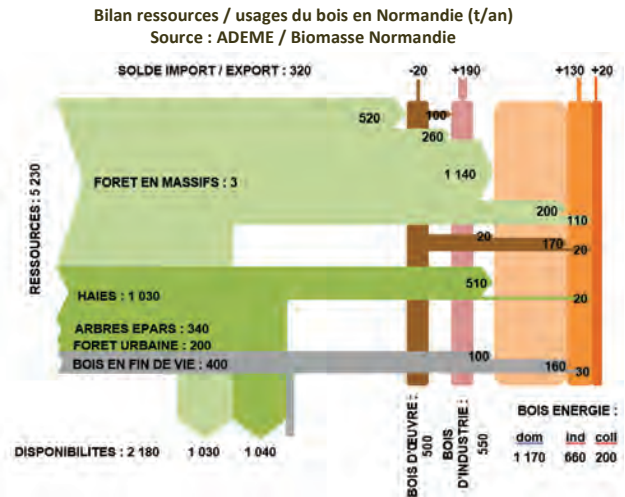 Bilan ressources / usages du bois en Normandie (t/an)
Source : ADEME / Biomasse Normandie
SOLDE IMPORT / EXPORT : 320
-20
+190
+130
+20
RESSOURCES : 5 230
520
100
260
1 140
FORET EN MASSIFS : 3
200
110
20
170
20
HAIES : 1 030
510
20
ARBRES EPARS : 340
FORET URBAINE : 200
BOIS EN FIN DE VIE : 400
100
160
30
DISPONIBILITES : 2 180
1 030
1 040
BOIS D'ŒUVRE :
500
BOIS
D'INDUSTRIE :
550
BOIS ENERGIE :
dom
ind
coll
1 170
660
200